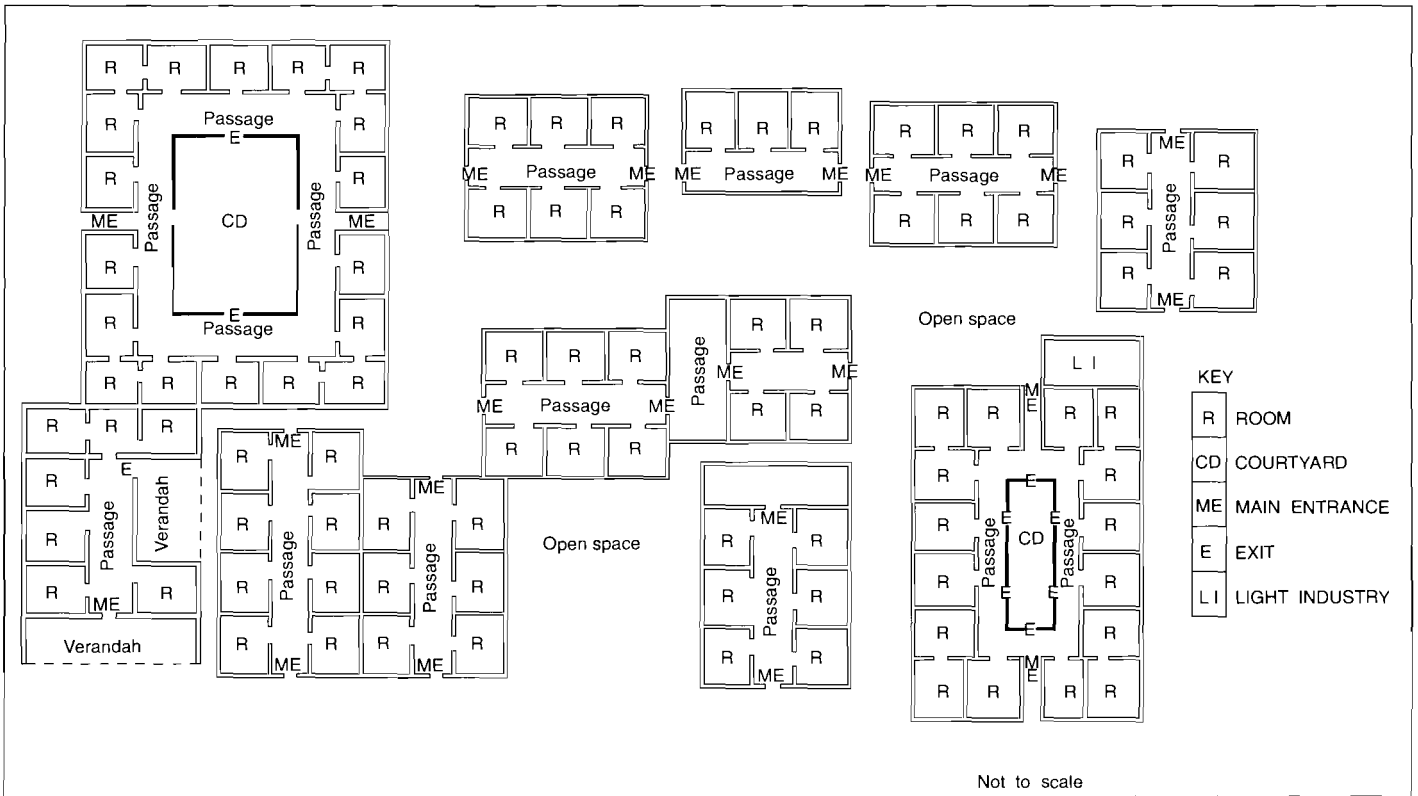 R R R R R
R Passage R
E
R R
Passage CD Passage
ME ME
R R
R R
E
Passage
R R R R R
R R R
ME Passage ME
R R R
R R R
ME Passage ME
R R R
ME Passage ME
R R R
ME
R R
R Passage R
R R
ME
R R R
ME Passage ME
R R R
Passage
R R
ME ME
R R
Open space
R R R
E
R
R Passage Verandah
R R
ME
Verandah
ME
R R
R R
Passage
R R
R R
ME
ME
R R
R R
Passage
R R
ME
Open space
ME
R R
R R
Passage
R R
ME
L I
ME
R R R R
R R
E
R E E R
Passage CD Passage
R E E R
R E R
ME
R R R R
KEY
R ROOM
CD COURTYARD
ME MAIN ENTRANCE
E EXIT
L I LIGHT INDUSTRY
Not to scale